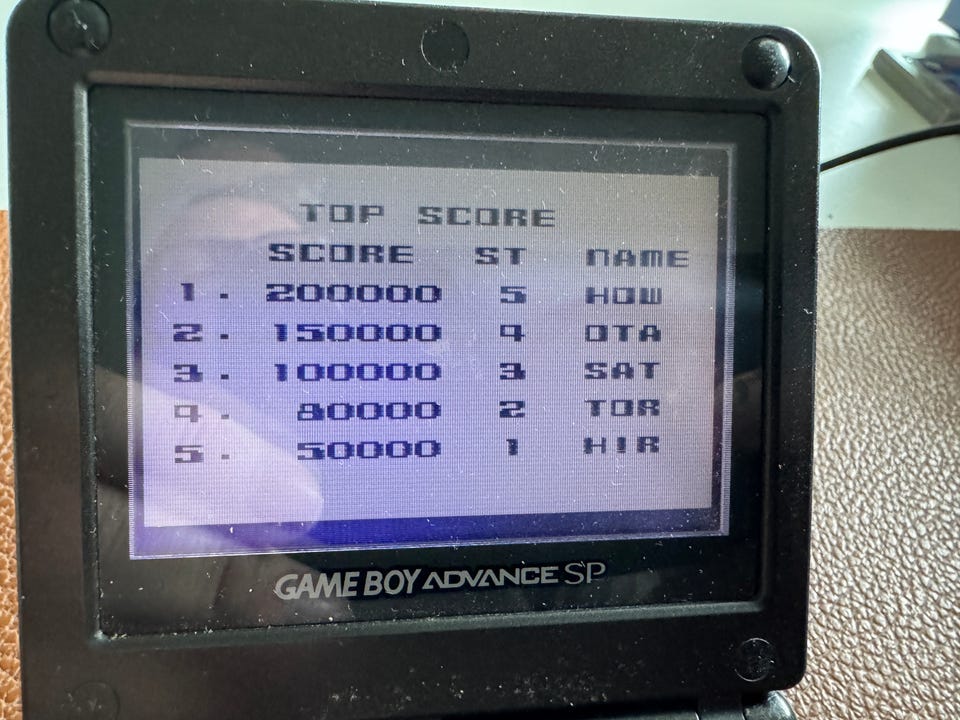 TOP SCORE
SCORE ST NAME
1. 200000 5 HOW
2. 150000 4 OTA
3. 100000 3 SAT
4. 80000 2 TOR
5. 50000 1 HIR
GAME BOY ADVANCE SP